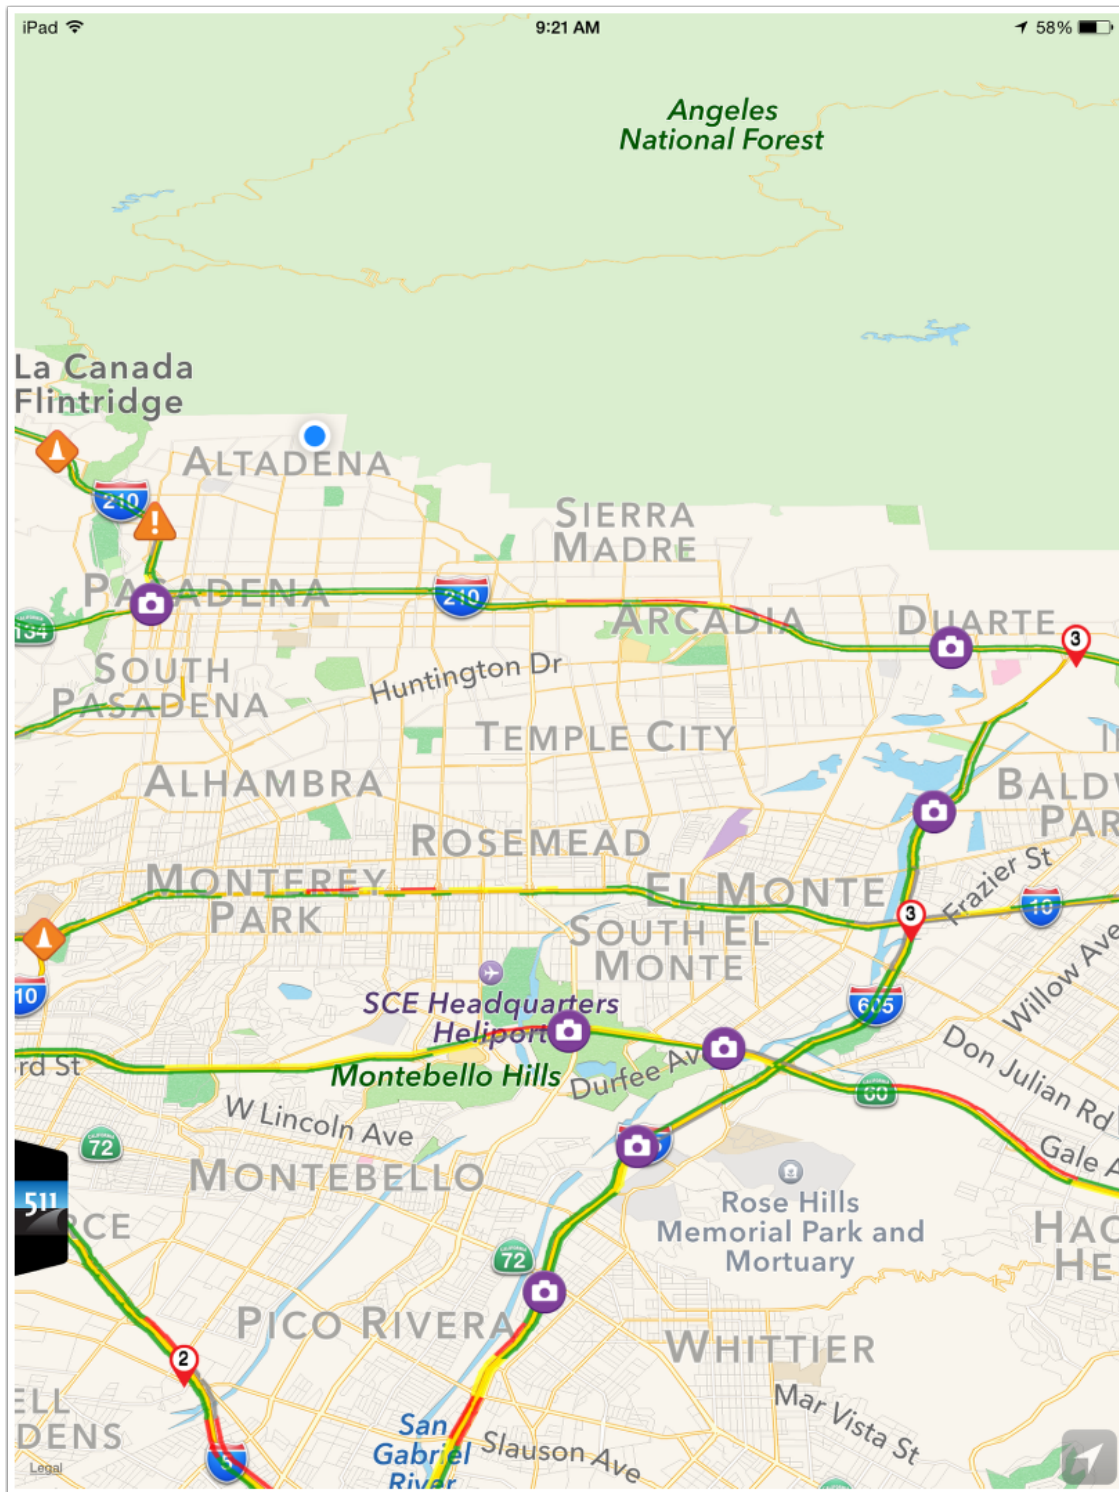 iPad
9:21 AM
58%
Angeles
National Forest
La Canada
Flintridge
ALTADENA
210
SIERRA
MADRE
PASADENA
210
ARCADIA
DUARTE
134
3
SOUTH
PASADENA
Huntington Dr
TEMPLE CITY
ALHAMBRA
BALDW
PAR
ROSEMEAD
MONTEREY
PARK
EL MONTE
Frazier St
10
3
SOUTH EL
MONTE
Willow Ave
10
SCE Headquarters
Heliport
605
rd St
Montebello Hills
Durfee Av
60
Don Julian Rd
W Lincoln Ave
72
Gale A
MONTEBELLO
511
RCE
Rose Hills
Memorial Park and
Mortuary
HAC
HE
72
PICO RIVERA
WHITTIER
2
ELL
DENS
Mar Vista St
San
Gabriel
River
Slauson Ave
5
Legal